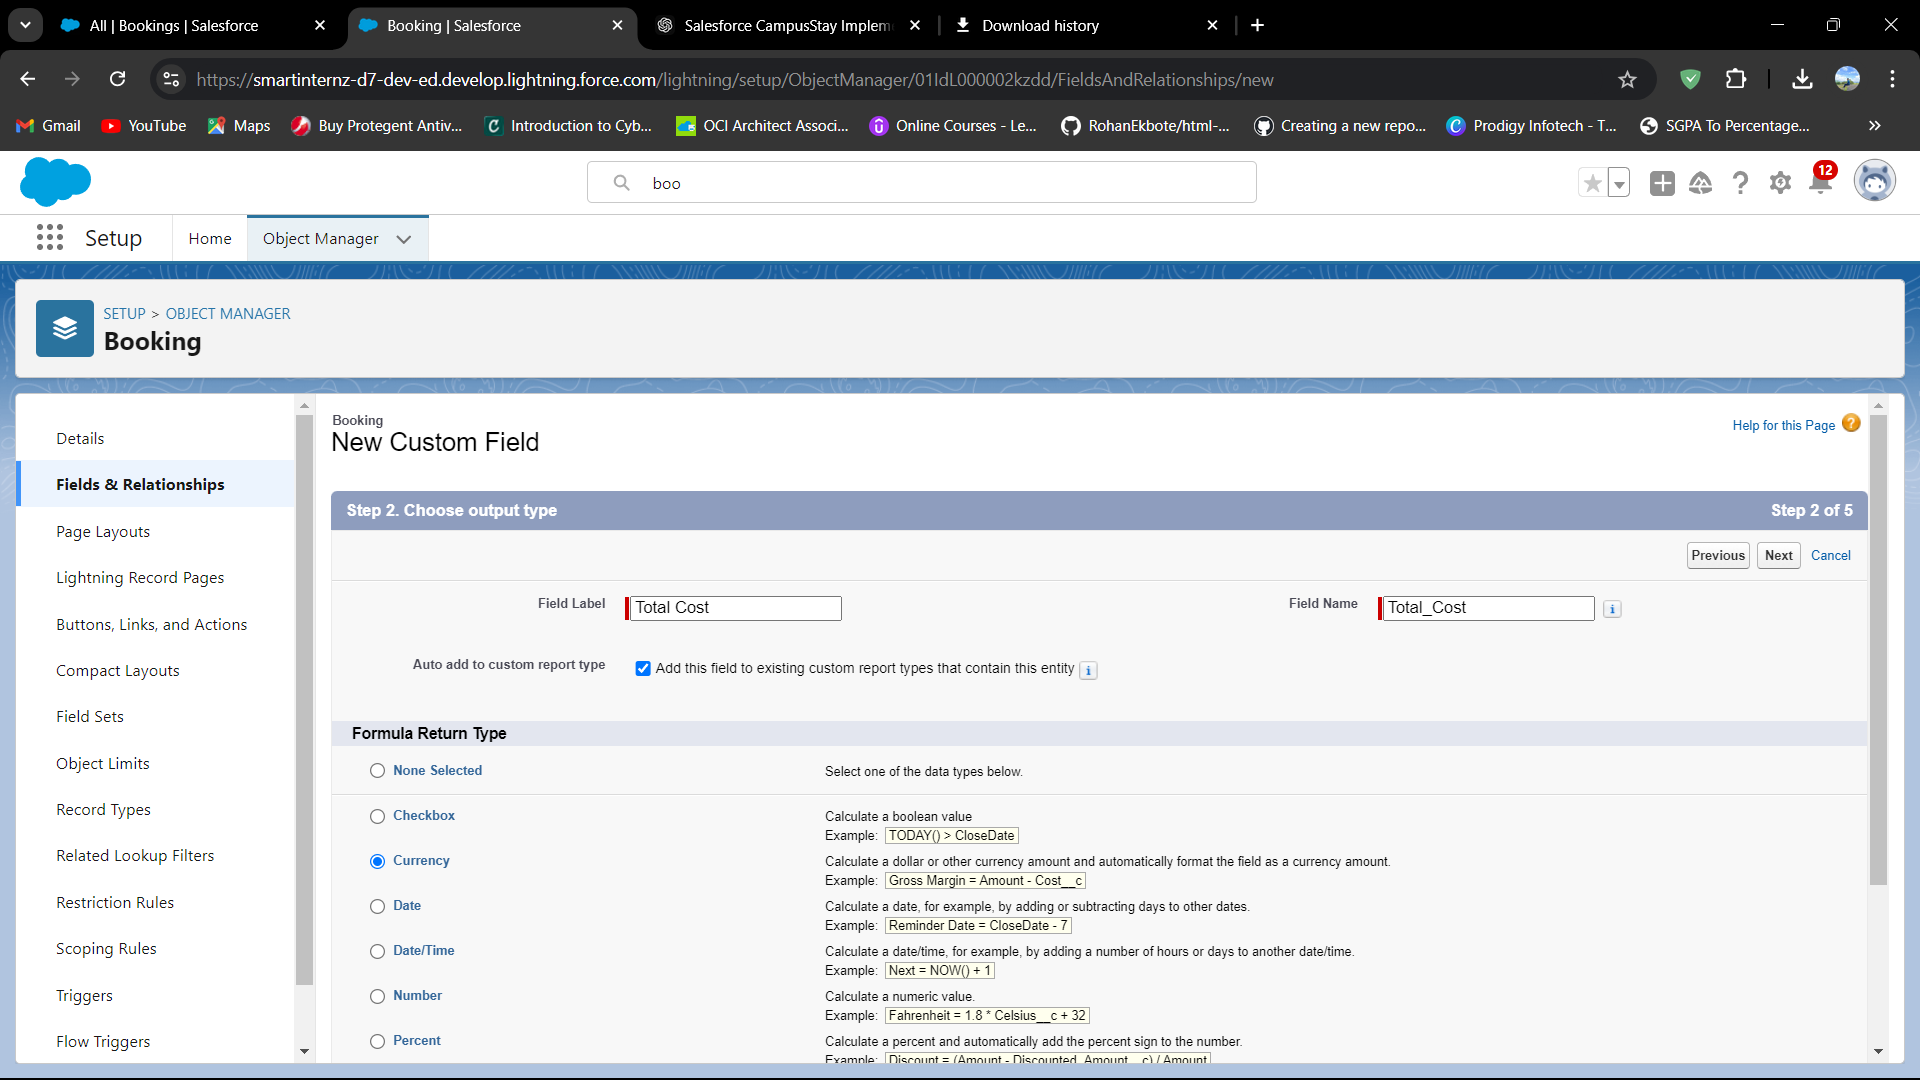 All | Bookings | Salesforce
Booking | Salesforce
Salesforce CampusStay Implem
Download history
https://smartinternz-d7-dev-ed.develop.lightning.force.com/lightning/setup/ObjectManager/01IdL000002kzdd/FieldsAndRelationships/new
Gmail
YouTube
Maps
Buy Protegent Antiv...
Introduction to Cyb...
OCI Architect Associ...
Online Courses - Le...
RohanEkbote/html-...
Creating a new repo...
Prodigy Infotech - T...
SGPA To Percentage...
boo
12
Setup
Home
Object Manager
SETUP > OBJECT MANAGER
Booking
Details
Fields & Relationships
Page Layouts
Lightning Record Pages
Buttons, Links, and Actions
Compact Layouts
Field Sets
Object Limits
Record Types
Related Lookup Filters
Restriction Rules
Scoping Rules
Triggers
Flow Triggers
Booking
New Custom Field
Help for this Page
Step 2. Choose output type
Step 2 of 5
Previous
Next
Cancel
Field Label
Total Cost
Field Name
Total_Cost
Auto add to custom report type
Add this field to existing custom report types that contain this entity
Formula Return Type
None Selected
Select one of the data types below.
Checkbox
Calculate a boolean value
Example: TODAY() > CloseDate
Currency
Calculate a dollar or other currency amount and automatically format the field as a currency amount.
Example: Gross Margin = Amount - Cost__c
Date
Calculate a date, for example, by adding or subtracting days to other dates.
Example: Reminder Date = CloseDate - 7
Date/Time
Calculate a date/time, for example, by adding a number of hours or days to another date/time.
Example: Next = NOW() + 1
Number
Calculate a numeric value.
Example: Fahrenheit = 1.8 * Celsius__c + 32
Percent
Calculate a percent and automatically add the percent sign to the number.
Example: Discount = (Amount - Discounted_Amount__c) / Amount